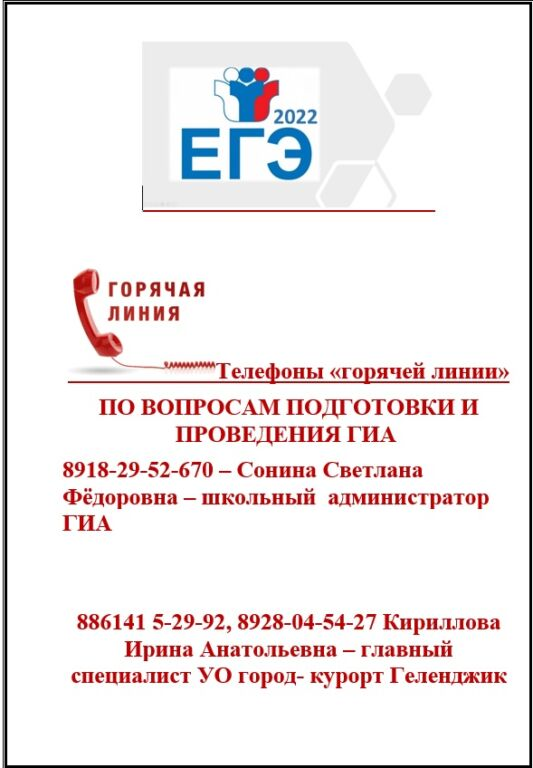 2022
ЕГЭ
ГОРЯЧАЯ
ЛИНИЯ
Телефоны «горячей линии»
ПО ВОПРОСАМ ПОДГОТОВКИ И
ПРОВЕДЕНИЯ ГИА
8918-29-52-670 – Сонина Светлана
Фёдоровна – школьный администратор
ГИА
886141 5-29-92, 8928-04-54-27 Кириллова
Ирина Анатольевна – главный
специалист УО город- курорт Геленджик